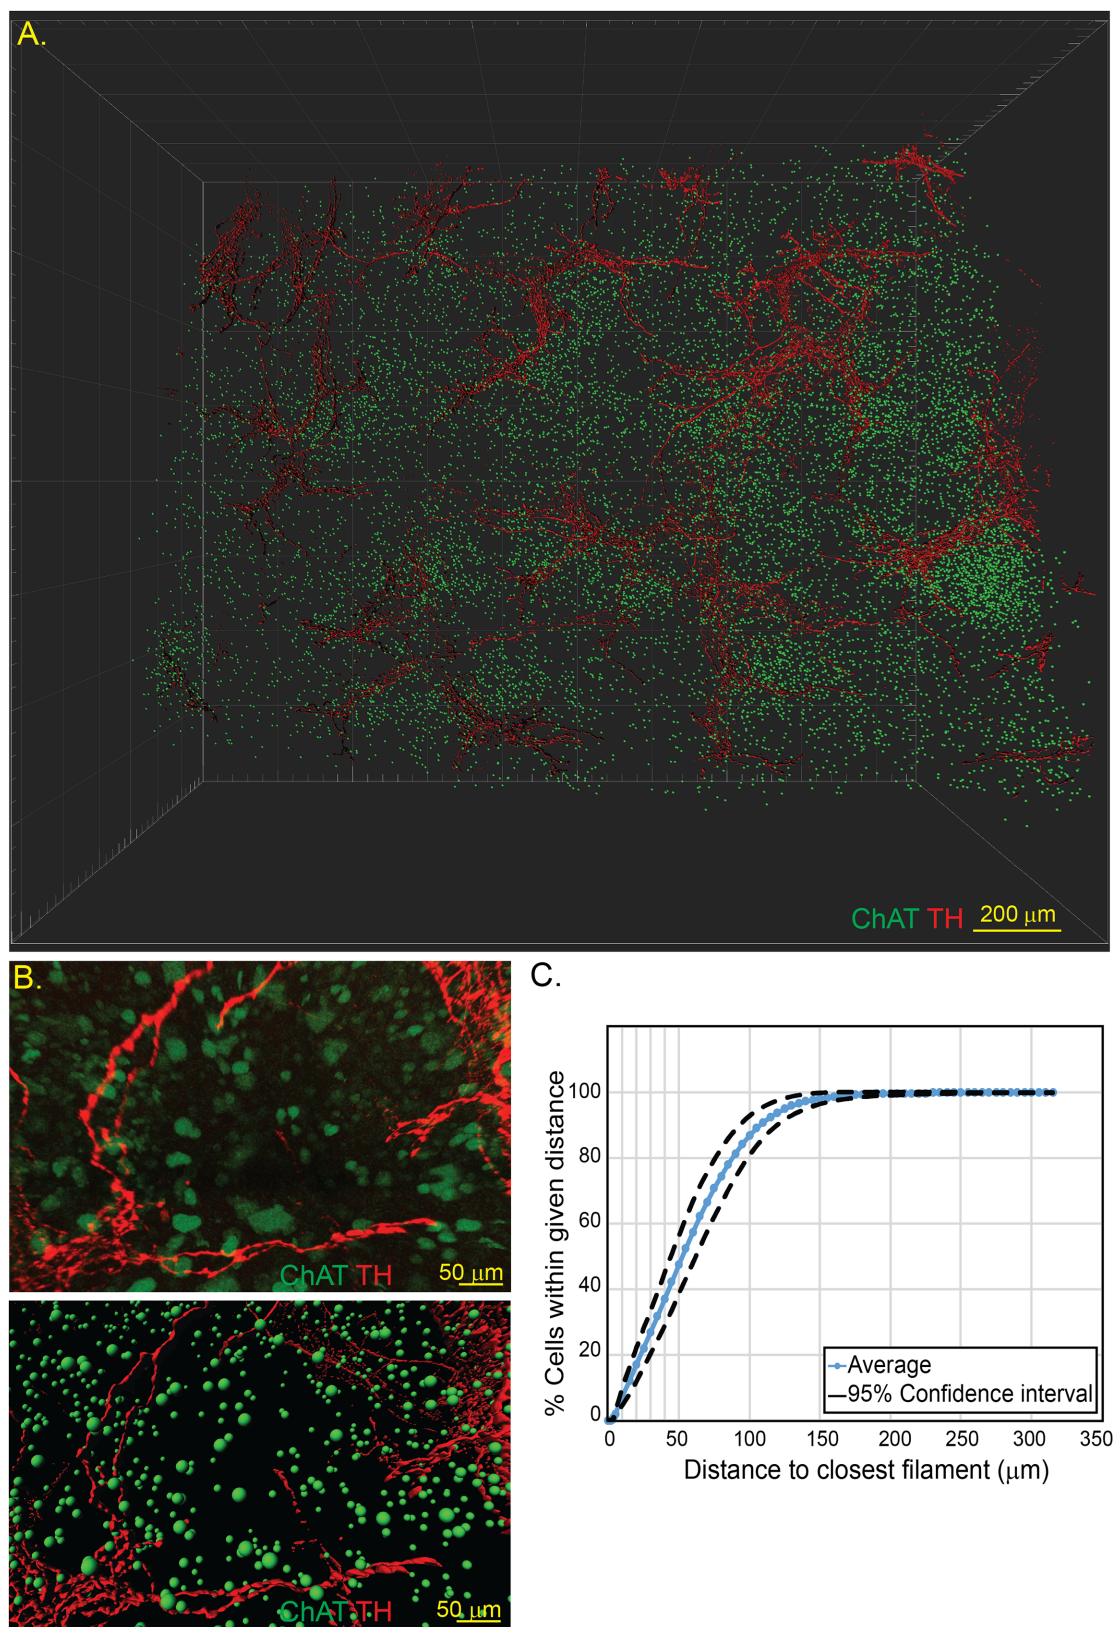 A.
ChAT TH 200 μm
B.
ChAT TH 50 μm
ChAT TH 50 μm
C.
% Cells within given distance
100
80
60
40
20
0
Average
95% Confidence interval
0 50 100 150 200 250 300 350
Distance to closest filament (μm)